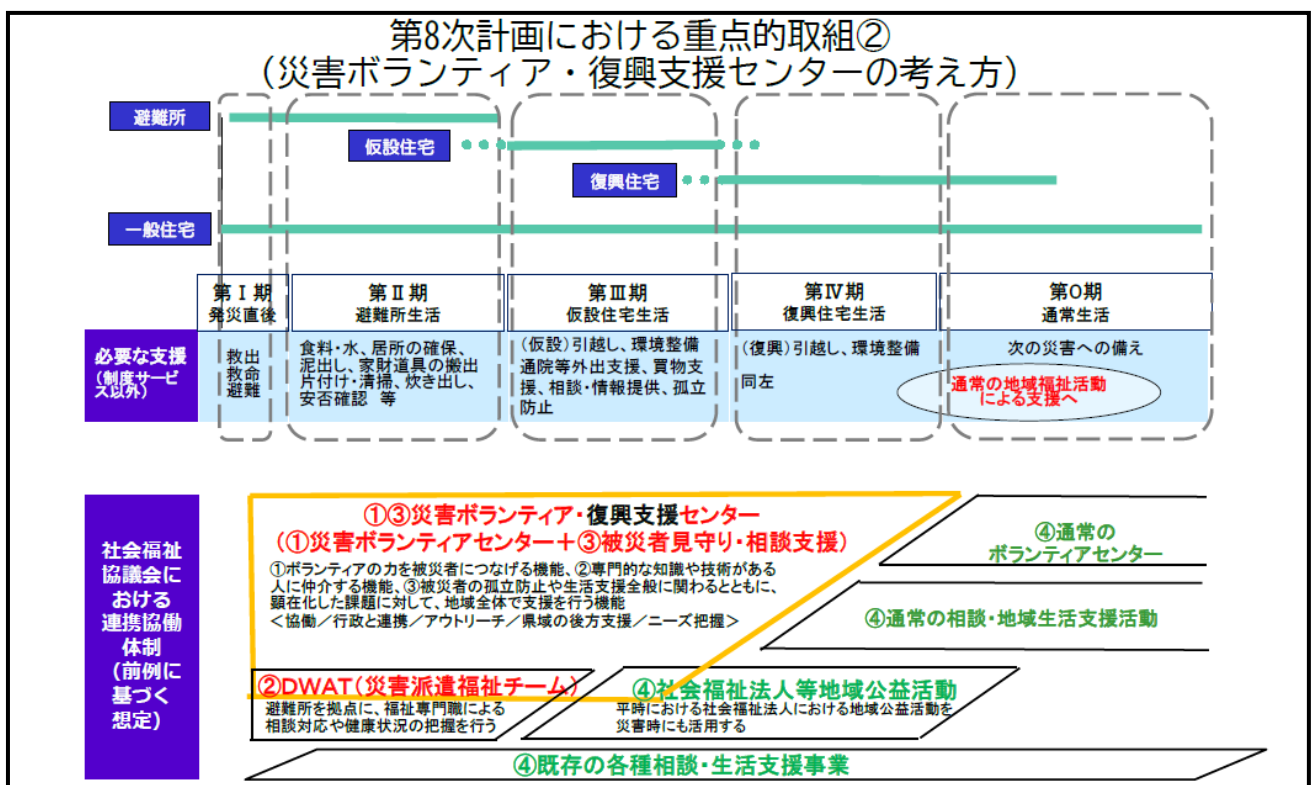 第8次計画における重点的取組②
（災害ボランティア・復興支援センターの考え方）
避難所
仮設住宅
復興住宅
一般住宅
第Ⅰ期
発災直後
第Ⅱ期
避難所生活
第Ⅲ期
仮設住宅生活
第Ⅳ期
復興住宅生活
第0期
通常生活
必要な支援
(制度サービ
ス以外)
救出
救命
避難
食料・水、居所の確保、
泥出し、家財道具の搬出
片付け・清掃、炊き出し、
安否確認 等
(仮設)引越し、環境整備
通院等外出支援、買物支
援、相談・情報提供、孤立
防止
(復興)引越し、環境整備
同左
次の災害への備え
通常の地域福祉活動
による支援へ
社会福祉
協議会に
おける
連携協働
体制
(前例に
基づく
想定)
①③災害ボランティア・復興支援センター
(①災害ボランティアセンター＋③被災者見守り・相談支援)
①ボランティアの力を被災者につなげる機能、②専門的な知識や技術がある
人に仲介する機能、③被災者の孤立防止や生活支援全般に関わるとともに、
顕在化した課題に対して、地域全体で支援を行う機能
＜協働／行政と連携／アウトリーチ／県域の後方支援／ニーズ把握＞
④通常の
ボランティアセンター
④通常の相談・地域生活支援活動
②DWAT(災害派遣福祉チーム)
避難所を拠点に、福祉専門職による
相談対応や健康状況の把握を行う
④社会福祉法人等地域公益活動
平時における社会福祉法人における地域公益活動を
災害時にも活用する
④既存の各種相談・生活支援事業